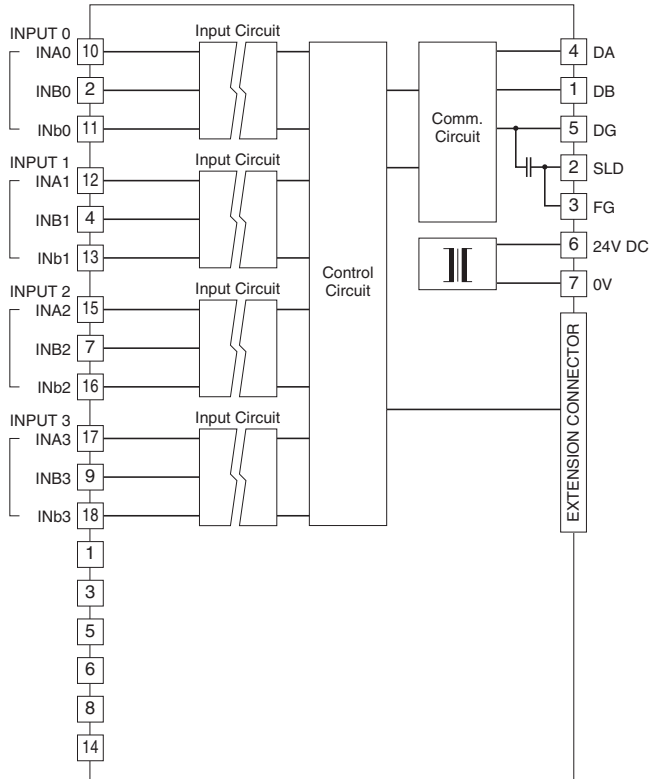 INPUT 0
INA0 10
INB0 2
INb0 11
Input Circuit
INPUT 1
INA1 12
INB1 4
INb1 13
Input Circuit
INPUT 2
INA2 15
INB2 7
INb2 16
Input Circuit
INPUT 3
INA3 17
INB3 9
INb3 18
Input Circuit
1
3
5
6
8
14
Control
Circuit
Comm.
Circuit
4 DA
1 DB
5 DG
2 SLD
3 FG
6 24V DC
7 0V
EXTENSION CONNECTOR